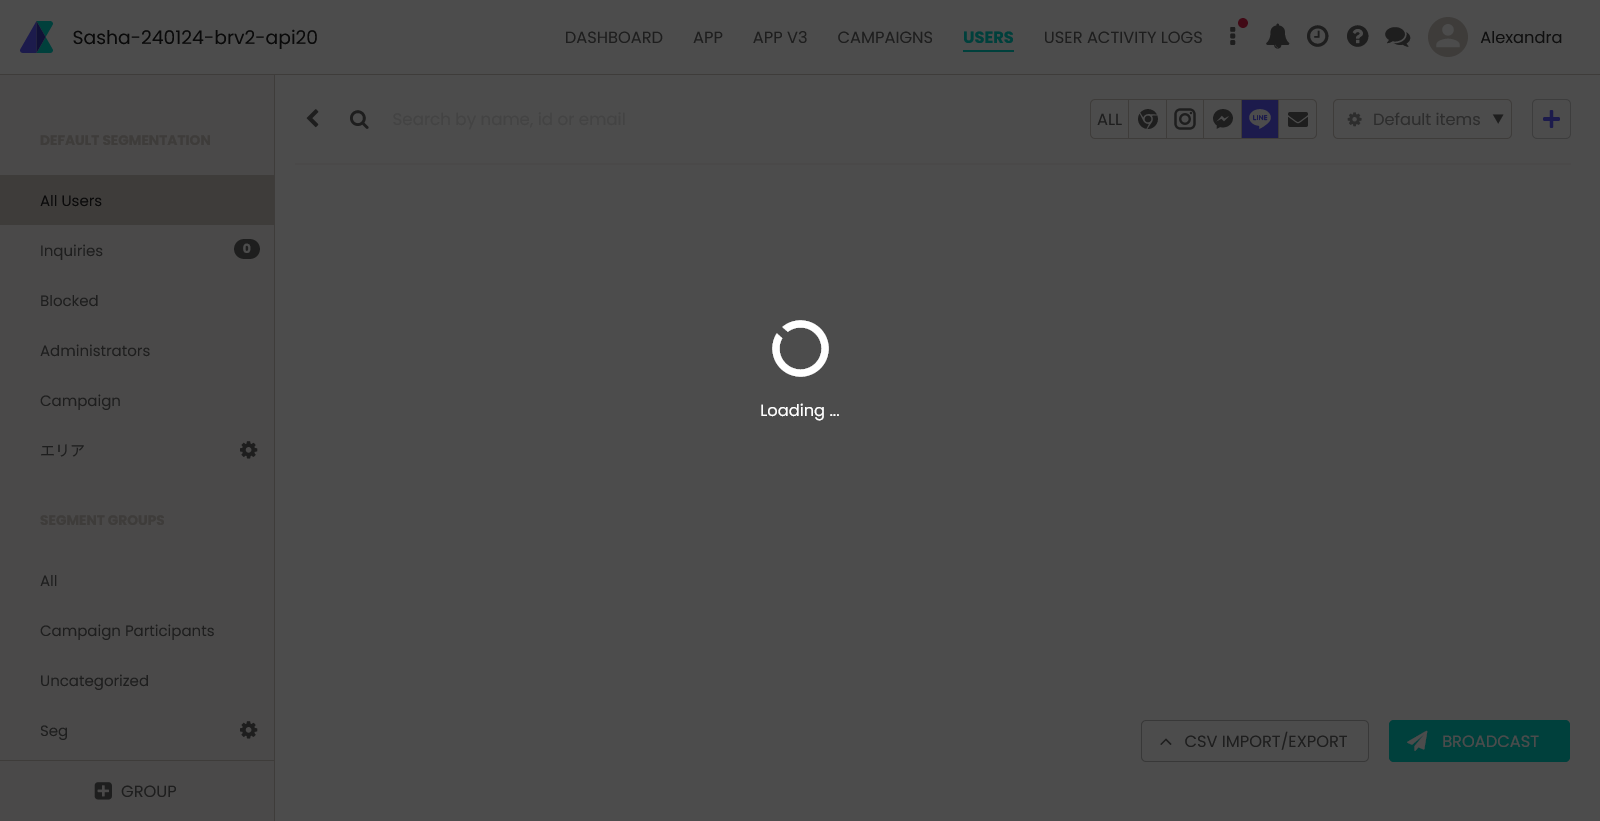 Sasha-240124-brv2-api20
DASHBOARD
APP
APP V3
CAMPAIGNS
USERS
USER ACTIVITY LOGS
Alexandra
DEFAULT SEGMENTATION
All Users
Inquiries
0
Blocked
Administrators
Campaign
エリア
SEGMENT GROUPS
All
Campaign Participants
Uncategorized
Seg
GROUP
Search by name, id or email
ALL
LINE
Default items
Loading ...
CSV IMPORT/EXPORT
BROADCAST